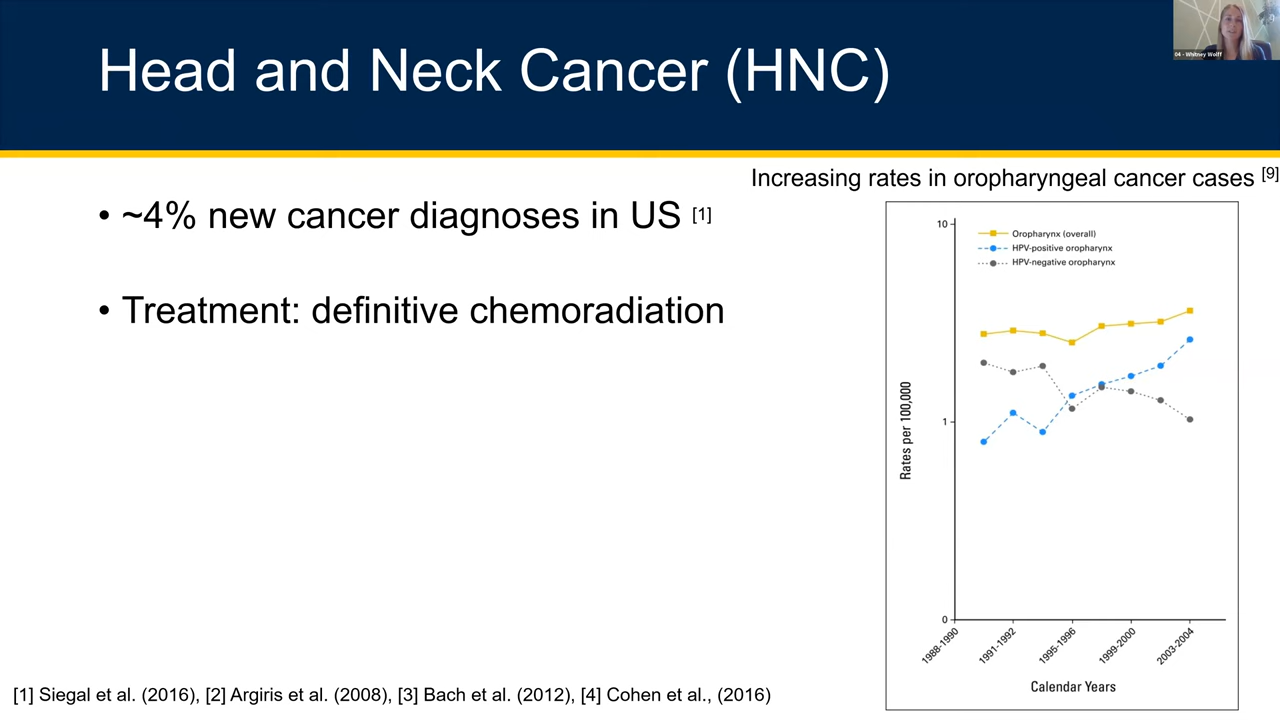 Head and Neck Cancer (HNC)
04 - Whitney Wolff
Increasing rates in oropharyngeal cancer cases [9]
• ~4% new cancer diagnoses in US [1]
• Treatment: definitive chemoradiation
10
Oropharynx (overall)
HPV-positive oropharynx
HPV-negative oropharynx
Rates per 100,000
1
0
1988-1990
1991-1992
1995-1996
1999-2000
2003-2004
Calendar Years
[1] Siegal et al. (2016), [2] Argiris et al. (2008), [3] Bach et al. (2012), [4] Cohen et al., (2016)